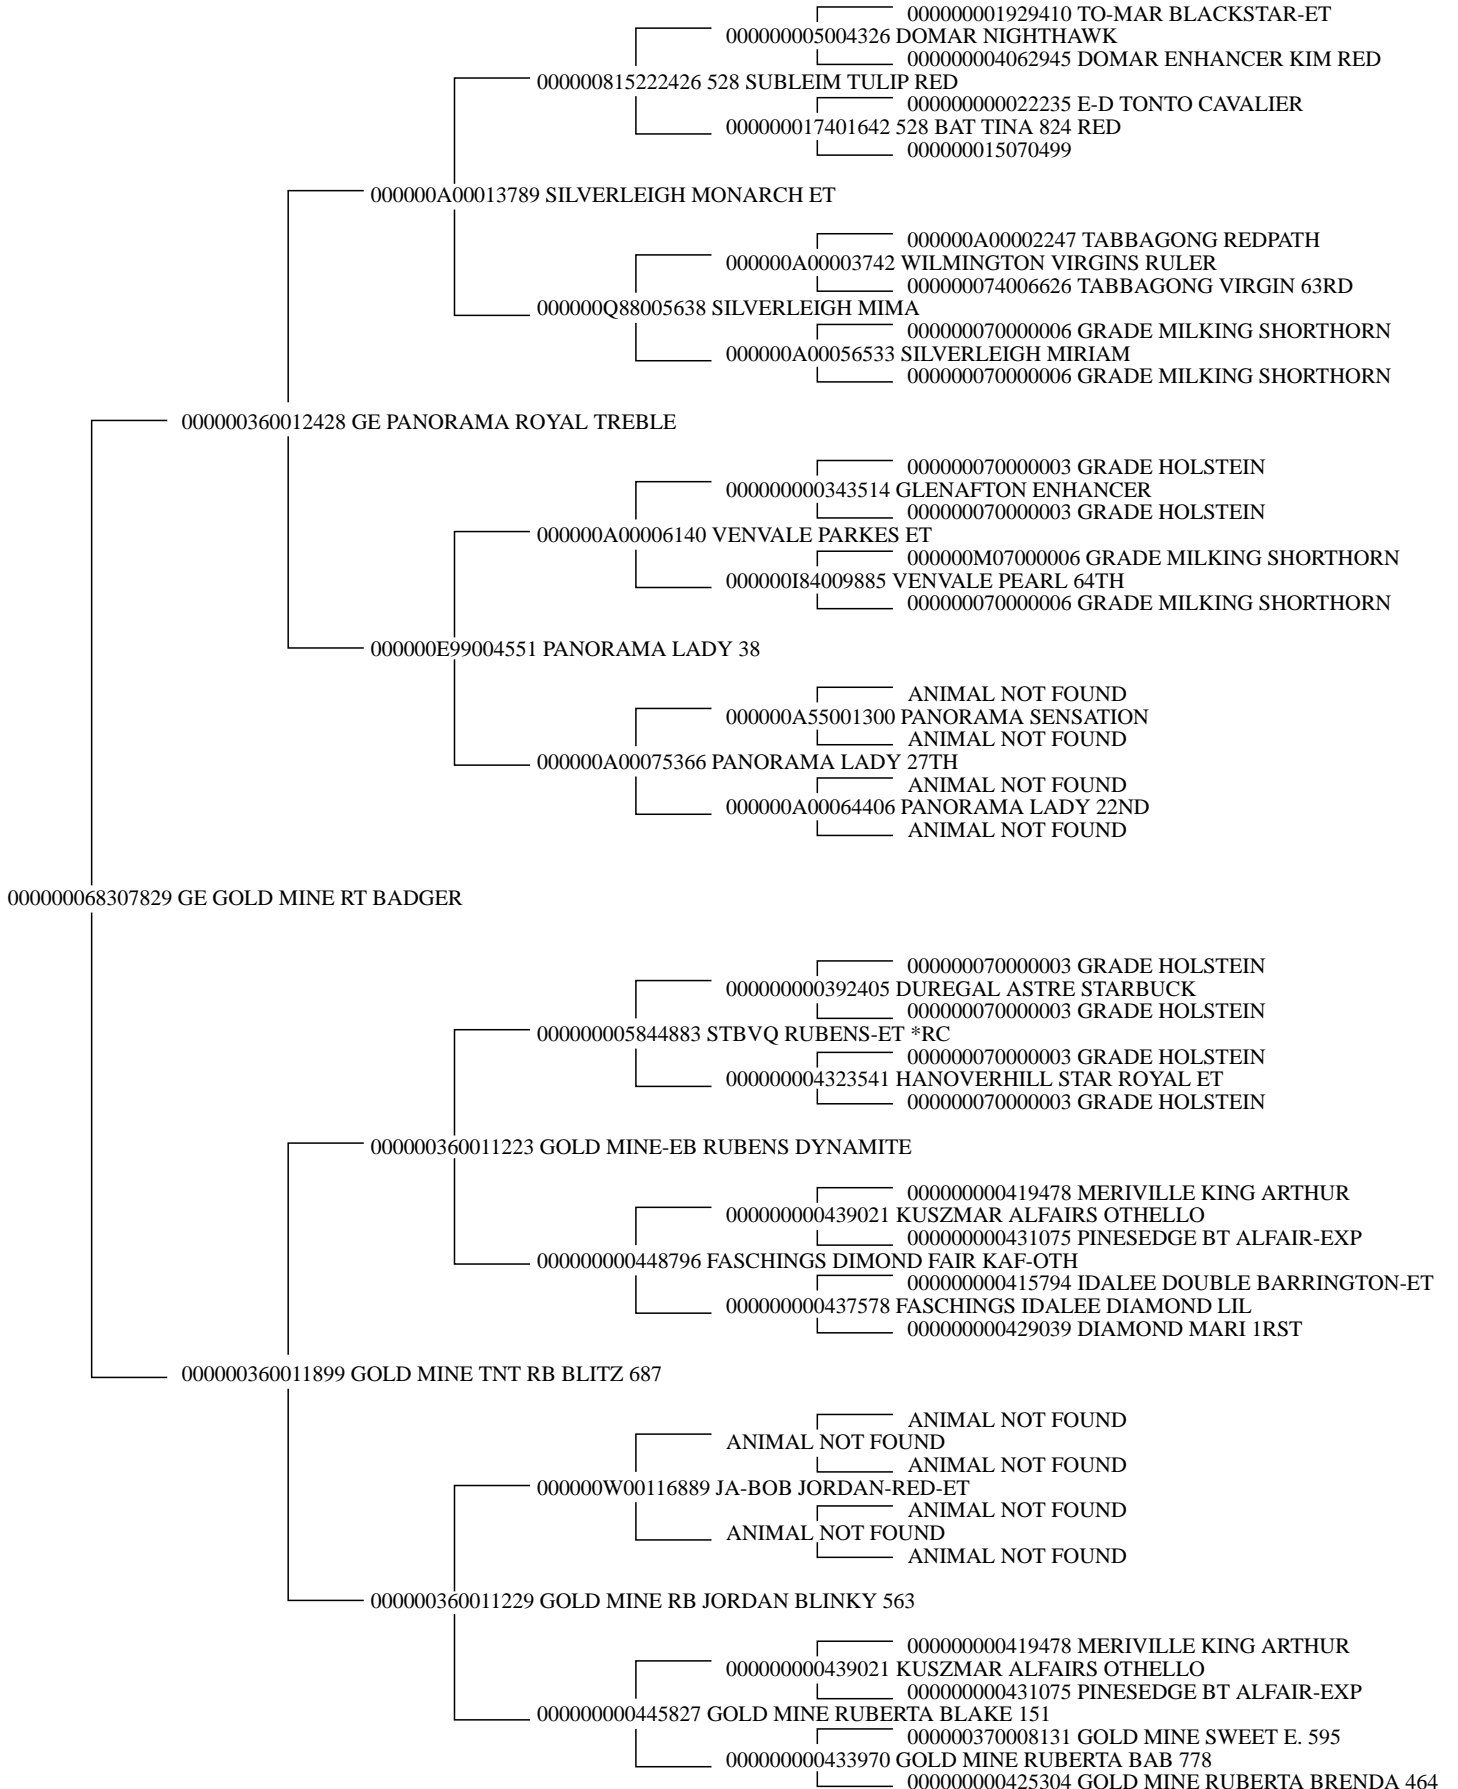 000000001929410 TO-MAR BLACKSTAR-ET
000000005004326 DOMAR NIGHTHAWK
000000004062945 DOMAR ENHANCER KIM RED
000000815222426 528 SUBLEIM TULIP RED
000000000022235 E-D TONTO CAVALIER
000000017401642 528 BAT TINA 824 RED
000000015070499
000000A00013789 SILVERLEIGH MONARCH ET
000000A00002247 TABBAGONG REDPATH
000000A00003742 WILMINGTON VIRGINS RULER
000000074006626 TABBAGONG VIRGIN 63RD
000000Q88005638 SILVERLEIGH MIMA
000000070000006 GRADE MILKING SHORTHORN
000000A00056533 SILVERLEIGH MIRIAM
000000070000006 GRADE MILKING SHORTHORN
000000360012428 GE PANORAMA ROYAL TREBLE
000000070000003 GRADE HOLSTEIN
000000000343514 GLENAFTON ENHANCER
000000070000003 GRADE HOLSTEIN
000000A00006140 VENVALE PARKES ET
000000M07000006 GRADE MILKING SHORTHORN
000000I84009885 VENVALE PEARL 64TH
000000070000006 GRADE MILKING SHORTHORN
000000E99004551 PANORAMA LADY 38
ANIMAL NOT FOUND
000000A55001300 PANORAMA SENSATION
ANIMAL NOT FOUND
000000A00075366 PANORAMA LADY 27TH
ANIMAL NOT FOUND
000000A00064406 PANORAMA LADY 22ND
ANIMAL NOT FOUND
000000068307829 GE GOLD MINE RT BADGER
000000070000003 GRADE HOLSTEIN
000000000392405 DUREGAL ASTRE STARBUCK
000000070000003 GRADE HOLSTEIN
000000005844883 STBVQ RUBENS-ET *RC
000000070000003 GRADE HOLSTEIN
000000004323541 HANOVERHILL STAR ROYAL ET
000000070000003 GRADE HOLSTEIN
000000360011223 GOLD MINE-EB RUBENS DYNAMITE
000000000419478 MERIVILLE KING ARTHUR
000000000439021 KUSZMAR ALFAIRS OTHELLO
000000000431075 PINESEDGE BT ALFAIR-EXP
000000000448796 FASCHINGS DIMOND FAIR KAF-OTH
000000000415794 IDALEE DOUBLE BARRINGTON-ET
000000000437578 FASCHINGS IDALEE DIAMOND LIL
000000000429039 DIAMOND MARI 1RST
000000360011899 GOLD MINE TNT RB BLITZ 687
ANIMAL NOT FOUND
ANIMAL NOT FOUND
ANIMAL NOT FOUND
000000W00116889 JA-BOB JORDAN-RED-ET
ANIMAL NOT FOUND
ANIMAL NOT FOUND
ANIMAL NOT FOUND
000000360011229 GOLD MINE RB JORDAN BLINKY 563
000000000419478 MERIVILLE KING ARTHUR
000000000439021 KUSZMAR ALFAIRS OTHELLO
000000000431075 PINESEDGE BT ALFAIR-EXP
000000000445827 GOLD MINE RUBERTA BLAKE 151
000000370008131 GOLD MINE SWEET E. 595
000000000433970 GOLD MINE RUBERTA BAB 778
000000000425304 GOLD MINE RUBERTA BRENDA 464